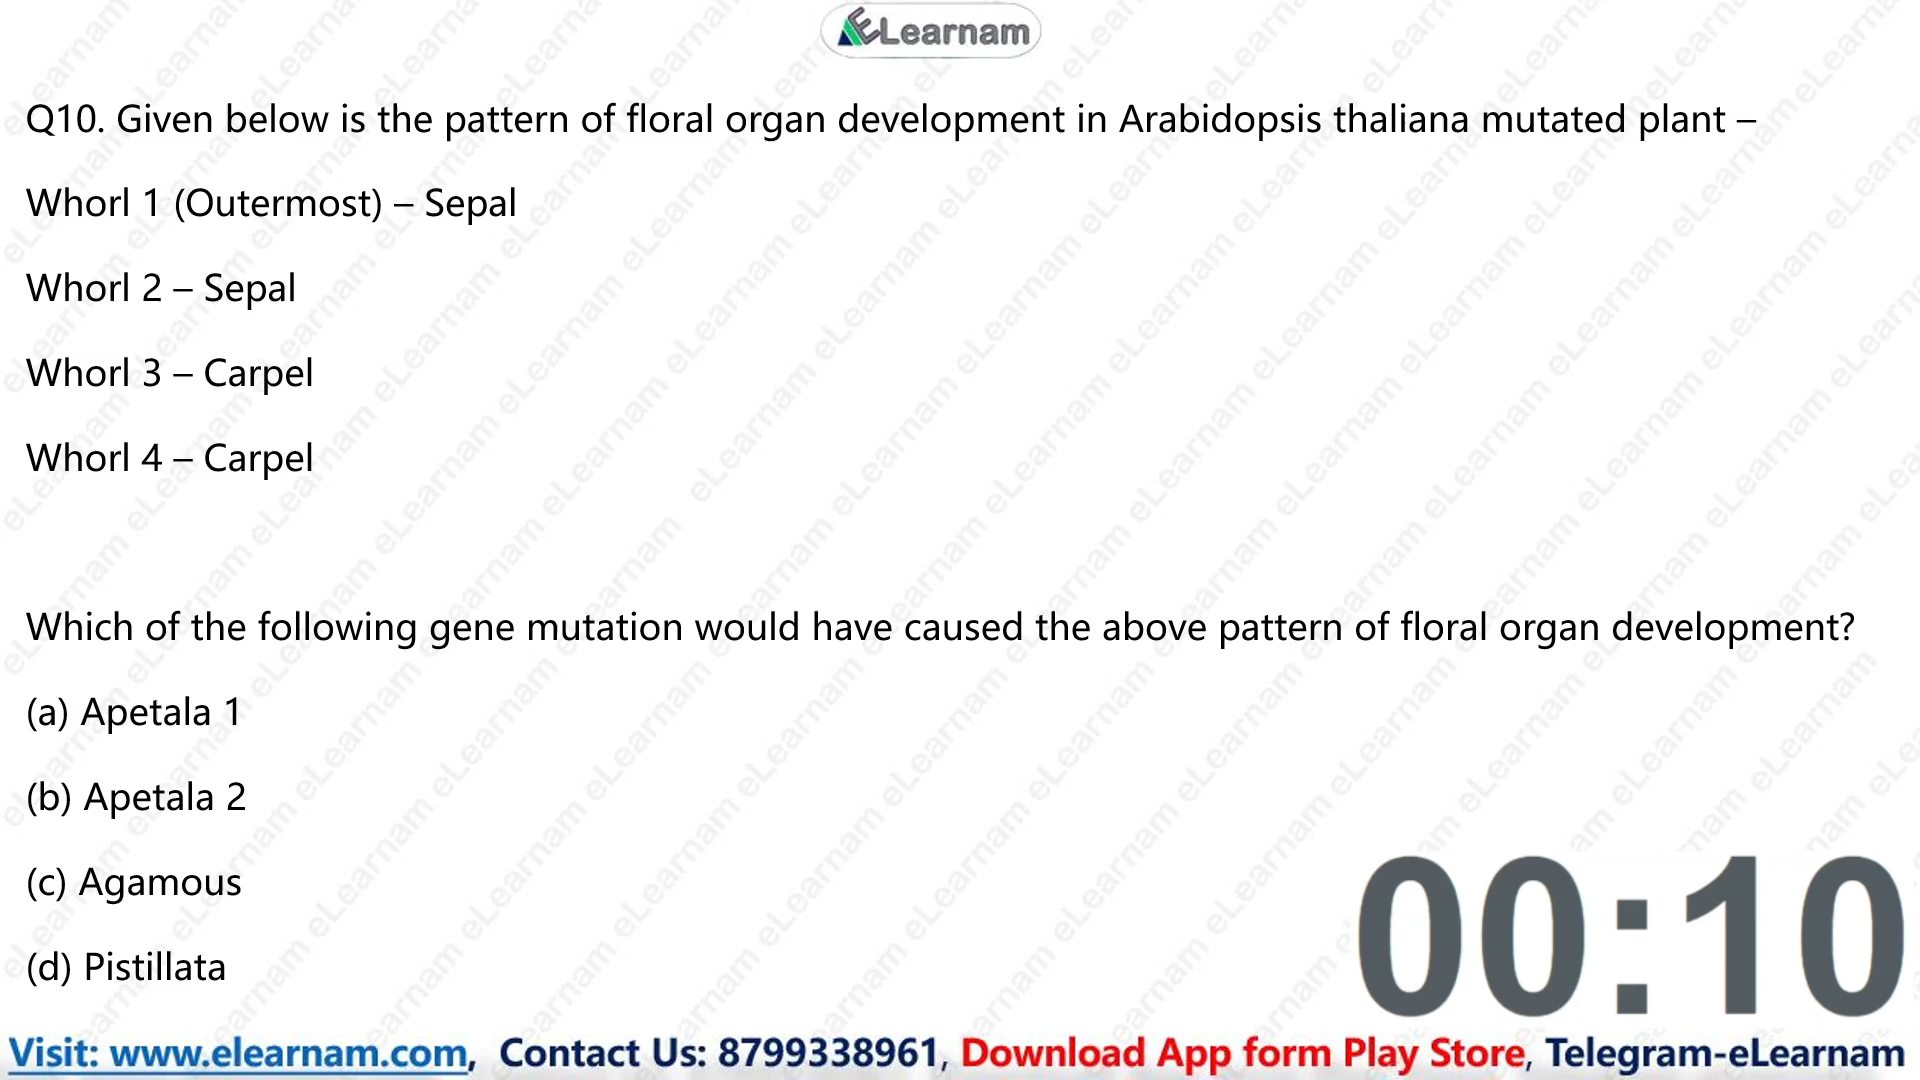 ELearnam
Q10. Given below is the pattern of floral organ development in Arabidopsis thaliana mutated plant –
Whorl 1 (Outermost) – Sepal
Whorl 2 – Sepal
Whorl 3 – Carpel
Whorl 4 – Carpel
Which of the following gene mutation would have caused the above pattern of floral organ development?
(a) Apetala 1
(b) Apetala 2
(c) Agamous
(d) Pistillata
00:10
Visit: www.elearnam.com, Contact Us: 8799338961, Download App form Play Store, Telegram-eLearnam